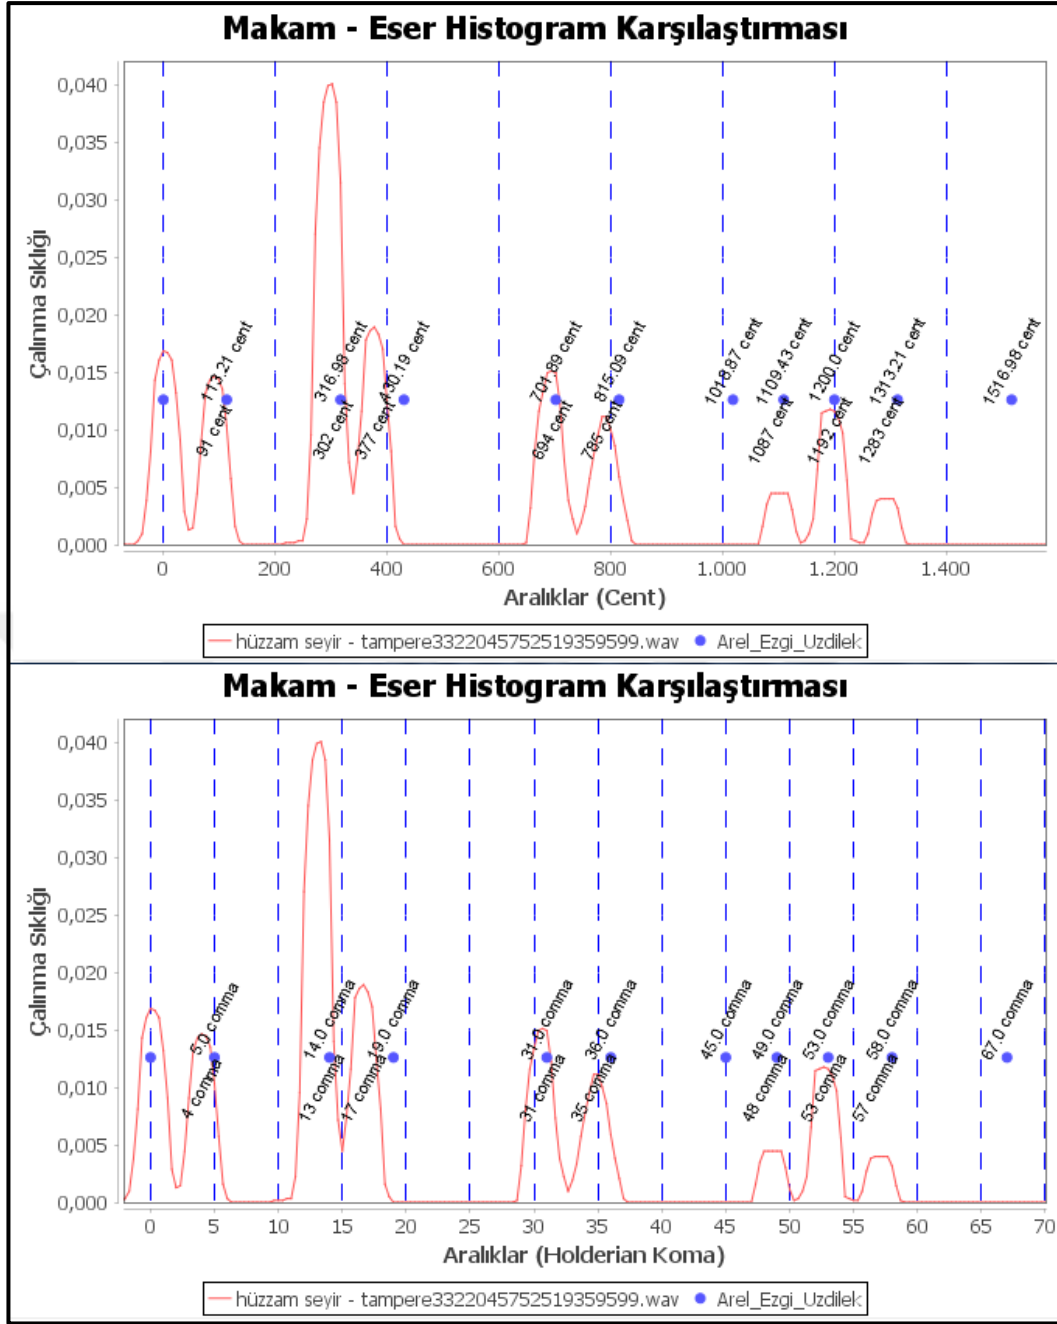 Makam - Eser Histogram Karşılaştırması
0,040
0,035
0,030
0,025
0,020
0,015
0,010
0,005
0,000
Çalınma Sıklığı
113.21 cent
316.98 cent
430.19 cent
701.89 cent
815.09 cent
1018.87 cent
1109.43 cent
1200.0 cent
1313.21 cent
1516.98 cent
91 cent
302 cent
377 cent
694 cent
785 cent
1087 cent
1192 cent
1283 cent
0 200 400 600 800 1.000 1.200 1.400
Aralıklar (Cent)
hüzzam seyir - tampere3322045752519359599.wav Arel_Ezgi_Uzdilek
Makam - Eser Histogram Karşılaştırması
0,040
0,035
0,030
0,025
0,020
0,015
0,010
0,005
0,000
Çalınma Sıklığı
5.0 comma
14.0 comma
19.0 comma
31.0 comma
36.0 comma
45.0 comma
49.0 comma
53.0 comma
58.0 comma
67.0 comma
4 comma
13 comma
17 comma
31 comma
35 comma
48 comma
53 comma
57 comma
0 5 10 15 20 25 30 35 40 45 50 55 60 65 70
Aralıklar (Holderian Koma)
hüzzam seyir - tampere3322045752519359599.wav Arel_Ezgi_Uzdilek